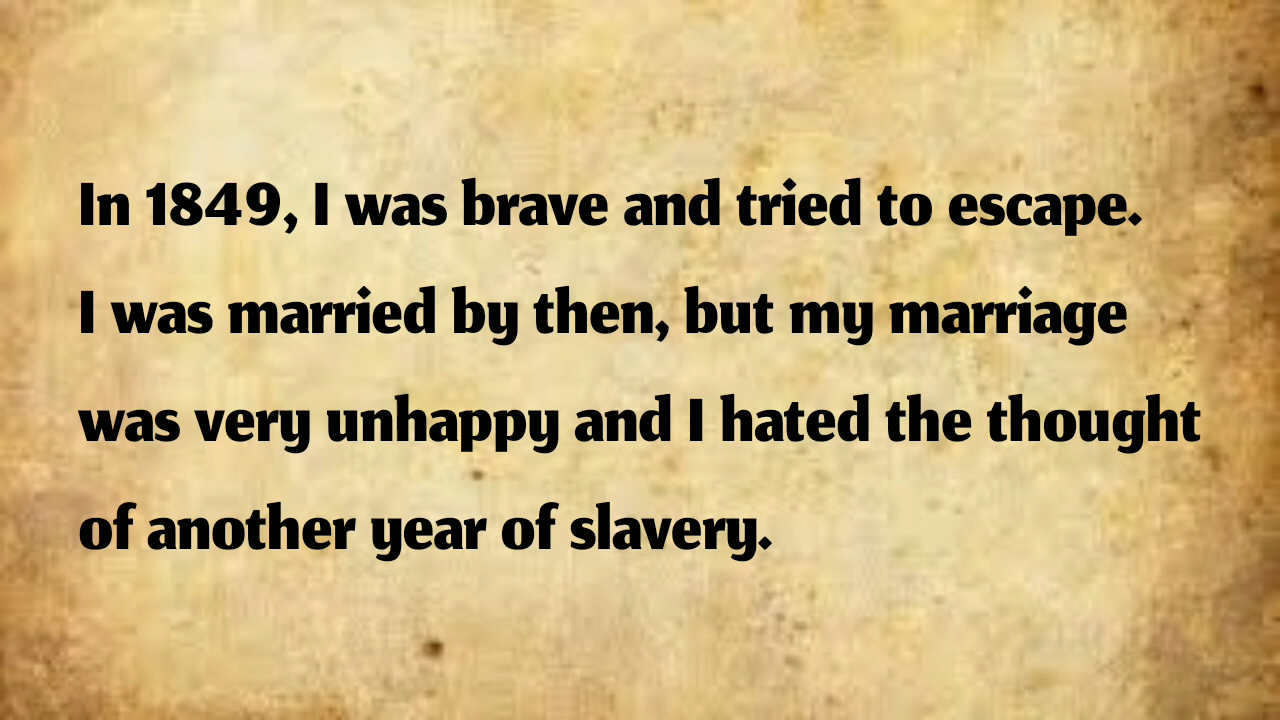 In 1849, I was brave and tried to escape.
I was married by then, but my marriage
was very unhappy and I hated the thought
of another year of slavery.